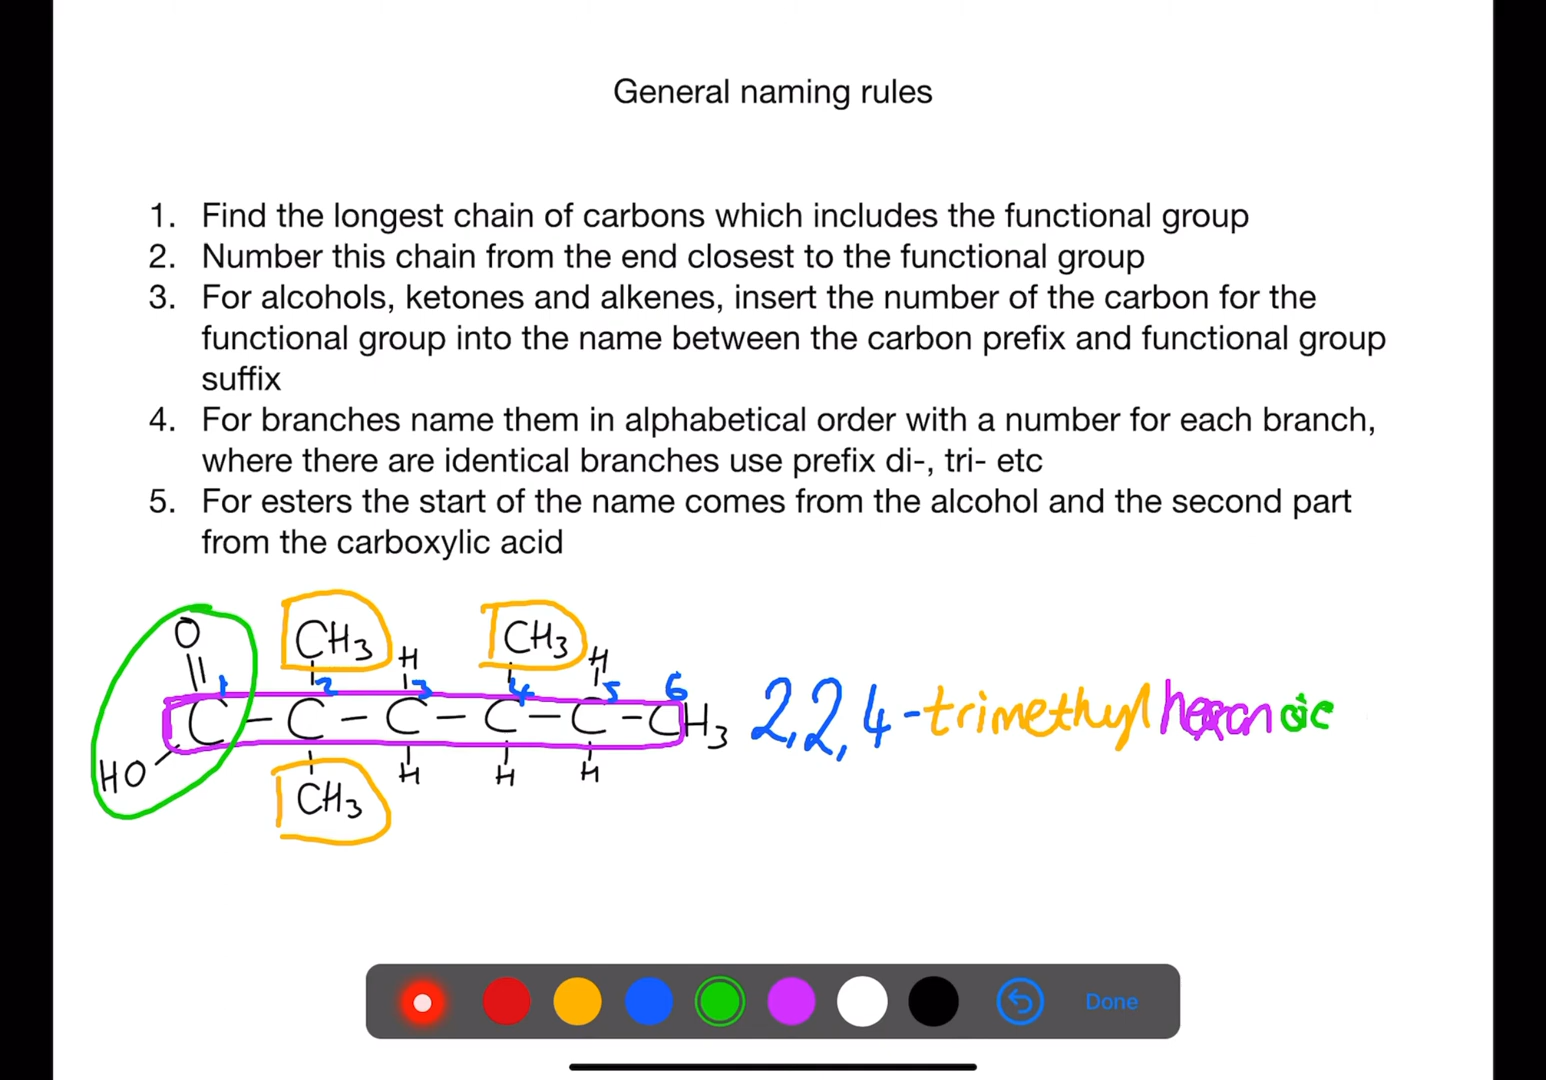 General naming rules
1. Find the longest chain of carbons which includes the functional group
2. Number this chain from the end closest to the functional group
3. For alcohols, ketones and alkenes, insert the number of the carbon for the
functional group into the name between the carbon prefix and functional group
suffix
4. For branches name them in alphabetical order with a number for each branch,
where there are identical branches use prefix di-, tri- etc
5. For esters the start of the name comes from the alcohol and the second part
from the carboxylic acid
O CH3 H CH3 H
1 2 3 4 5 6
C - C - C - C - C - CH3 2,2,4-trimethylhexanoic
HO CH3 H H H
Done